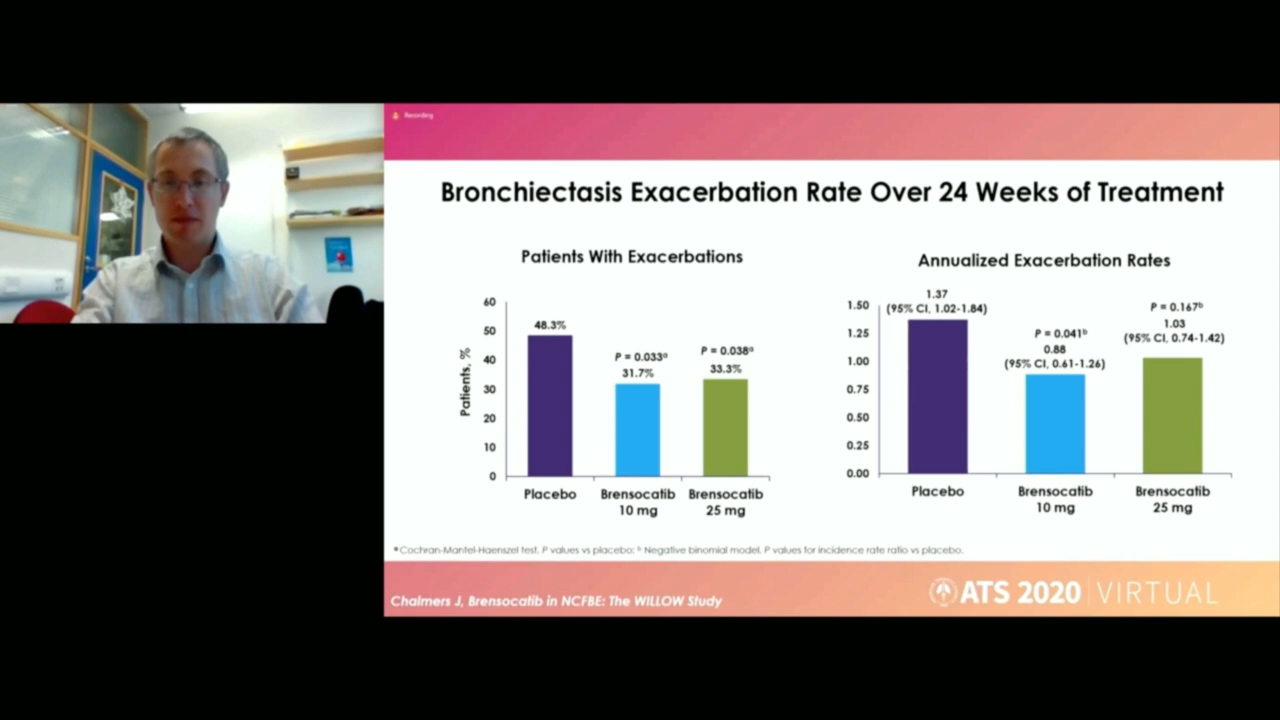 Recording
Bronchiectasis Exacerbation Rate Over 24 Weeks of Treatment
Patients With Exacerbations
Patients, %
60
50
40
30
20
10
0
48.3%
P = 0.033ᵃ
31.7%
P = 0.038ᵃ
33.3%
Placebo
Brensocatib
10 mg
Brensocatib
25 mg
Annualized Exacerbation Rates
1.50
1.25
1.00
0.75
0.50
0.25
0.00
1.37
(95% CI, 1.02-1.84)
P = 0.041ᵇ
0.88
(95% CI, 0.61-1.26)
P = 0.167ᵇ
1.03
(95% CI, 0.74-1.42)
Placebo
Brensocatib
10 mg
Brensocatib
25 mg
ᵃ Cochran-Mantel-Haenszel test. P values vs placebo; ᵇ Negative binomial model. P values for incidence rate ratio vs placebo.
Chalmers J, Brensocatib in NCFBE: The WILLOW Study
ATS 2020 VIRTUAL